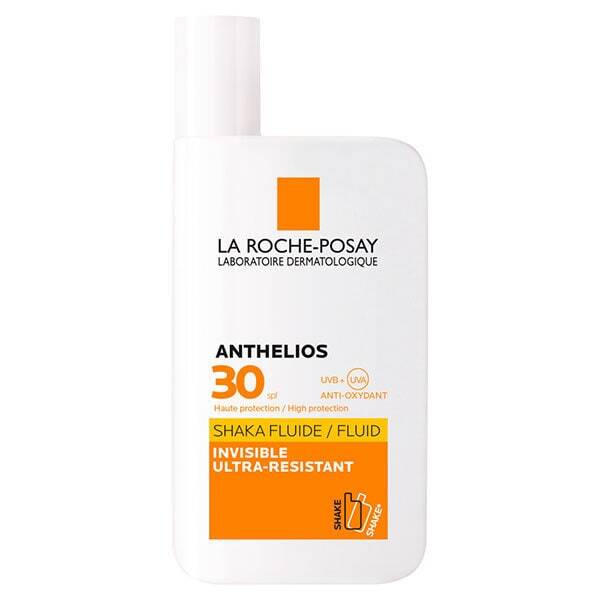 LA ROCHE-POSAY
LABORATOIRE DERMATOLOGIQUE
ANTHELIOS
30 spf
UVB + UVA
ANTI-OXYDANT
Haute protection / High protection
SHAKA FLUIDE / FLUID
INVISIBLE
ULTRA-RESISTANT
SHAKE
SHAKE*